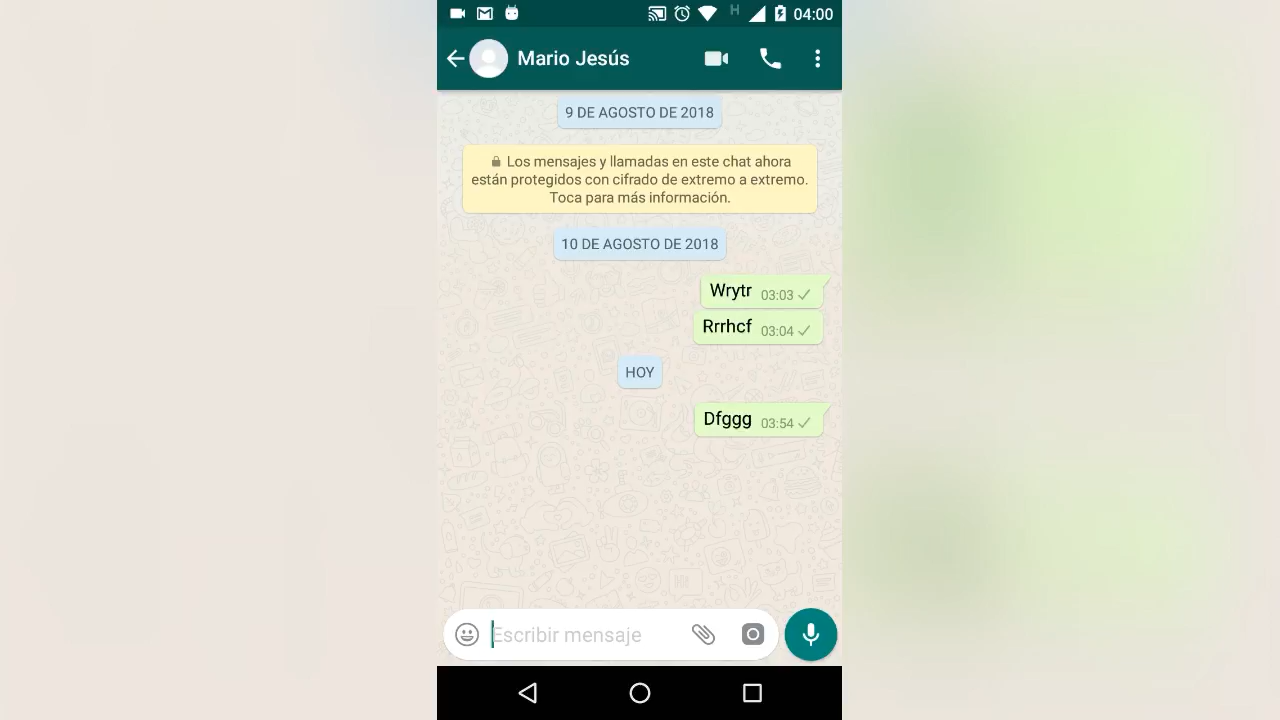 H 04:00
Mario Jesús
9 DE AGOSTO DE 2018
Los mensajes y llamadas en este chat ahora
están protegidos con cifrado de extremo a extremo.
Toca para más información.
10 DE AGOSTO DE 2018
Wrytr 03:03
Rrrhcf 03:04
HOY
Dfggg 03:54
Escribir mensaje